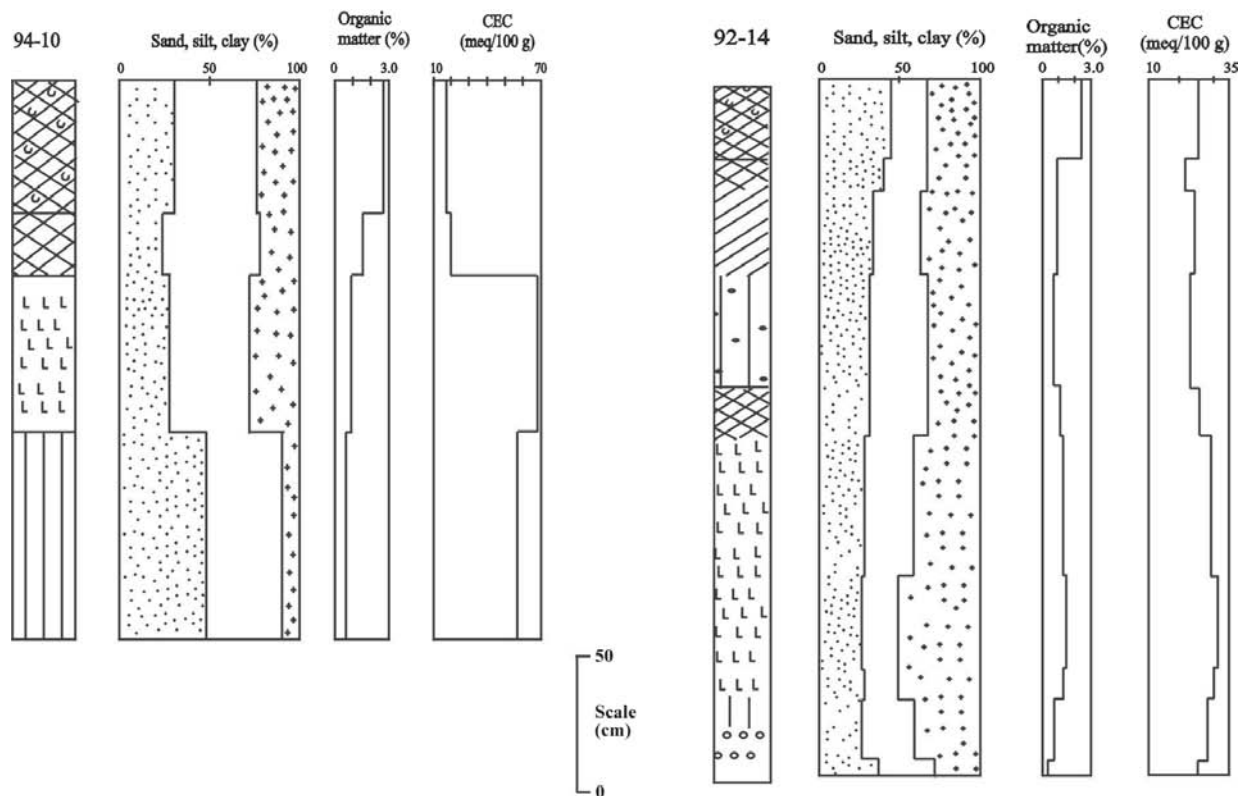 94-10
Sand, silt, clay (%)
0 50 100
Organic
matter (%)
0 3.0
CEC
(meq/100 g)
10 70
92-14
Sand, silt, clay (%)
0 50 100
Organic
matter(%)
0 3.0
CEC
(meq/100 g)
10 35
50
Scale
(cm)
0